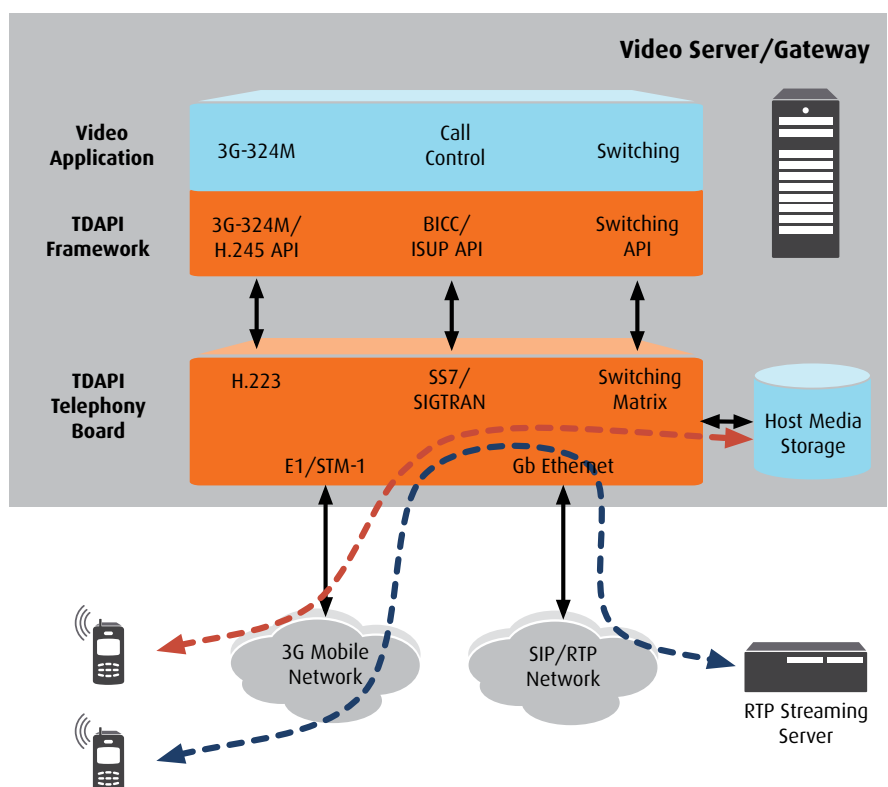 Video Server/Gateway
Video
Application
3G-324M
Call
Control
Switching
TDAPI
Framework
3G-324M/
H.245 API
BICC/
ISUP API
Switching
API
TDAPI
Telephony
Board
H.223
SS7/
SIGTRAN
Switching
Matrix
Host Media
Storage
E1/STM-1
Gb Ethernet
3G Mobile
Network
SIP/RTP
Network
RTP Streaming
Server